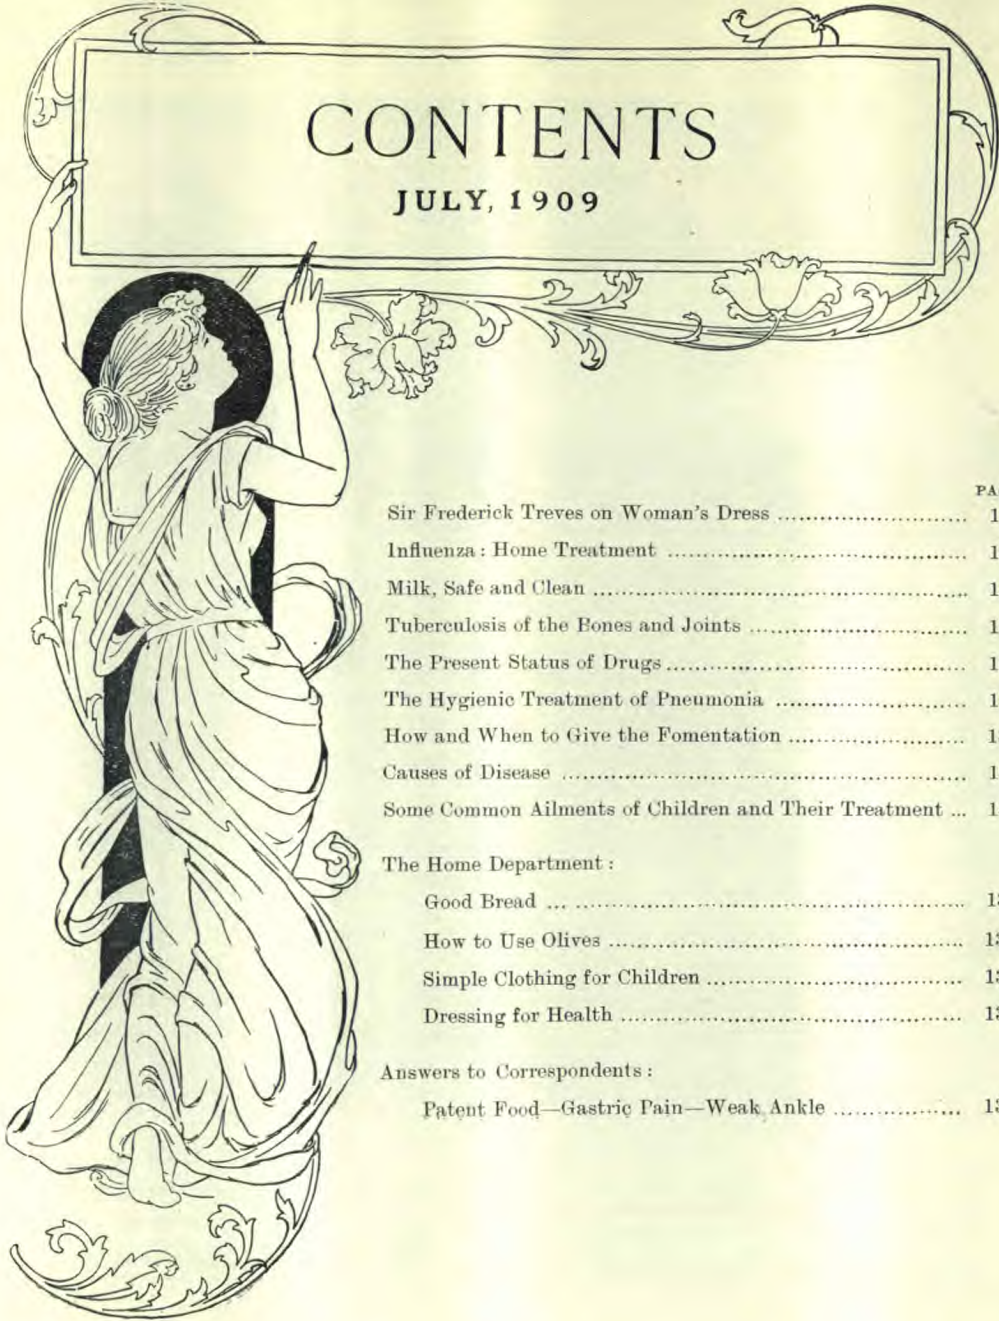 CONTENTS
JULY, 1909
Sir Frederick Treves on Woman's Dress ..............................
Influenza: Home Treatment ..............................
Milk, Safe and Clean ..............................
Tuberculosis of the Bones and Joints ..............................
The Present Status of Drugs ..............................
The Hygienic Treatment of Pneumonia ..............................
How and When to Give the Fomentation ..............................
Causes of Disease ..............................
Some Common Ailments of Children and Their Treatment ...
The Home Department:
Good Bread ... ..............................
How to Use Olives ..............................
Simple Clothing for Children ..............................
Dressing for Health ..............................
Answers to Correspondents:
Patent Food—Gastric Pain—Weak Ankle ....................